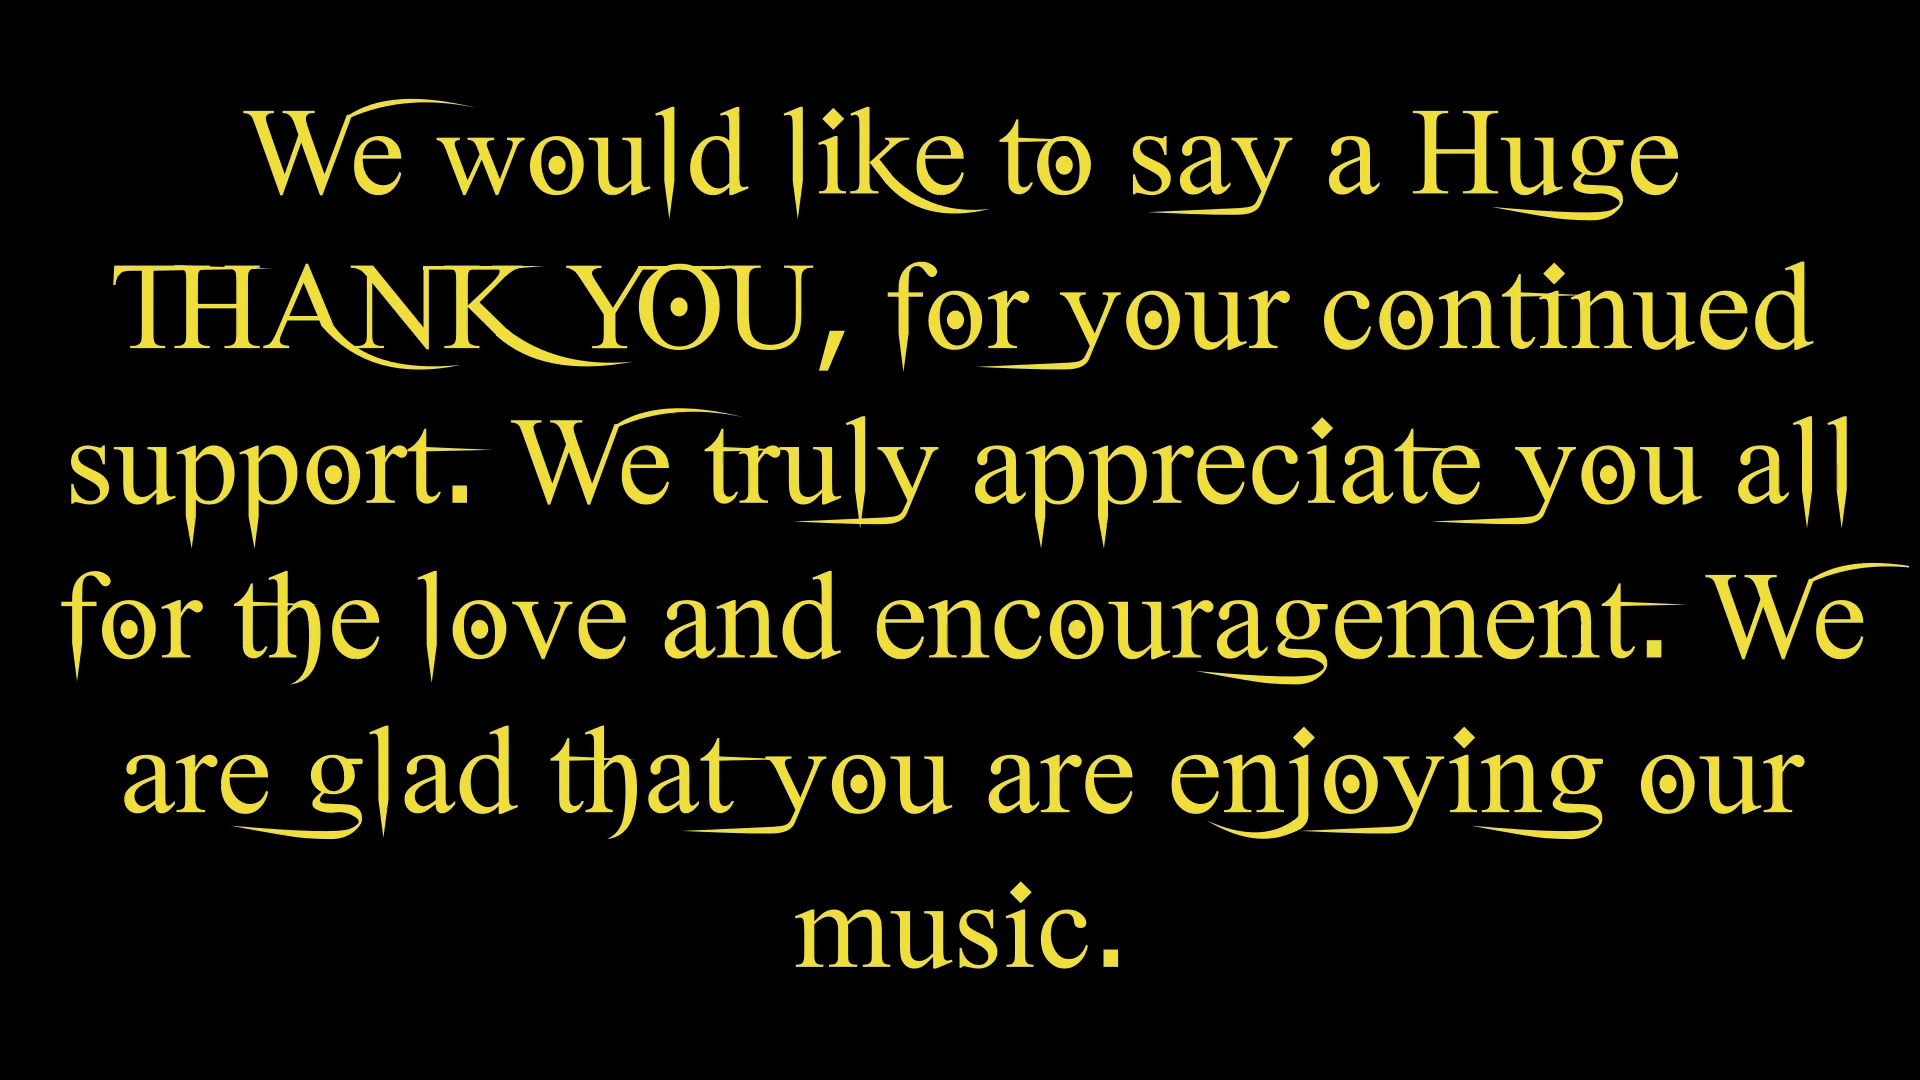 We would like to say a Huge
THANK YOU, for your continued
support. We truly appreciate you all
for the love and encouragement. We
are glad that you are enjoying our
music.